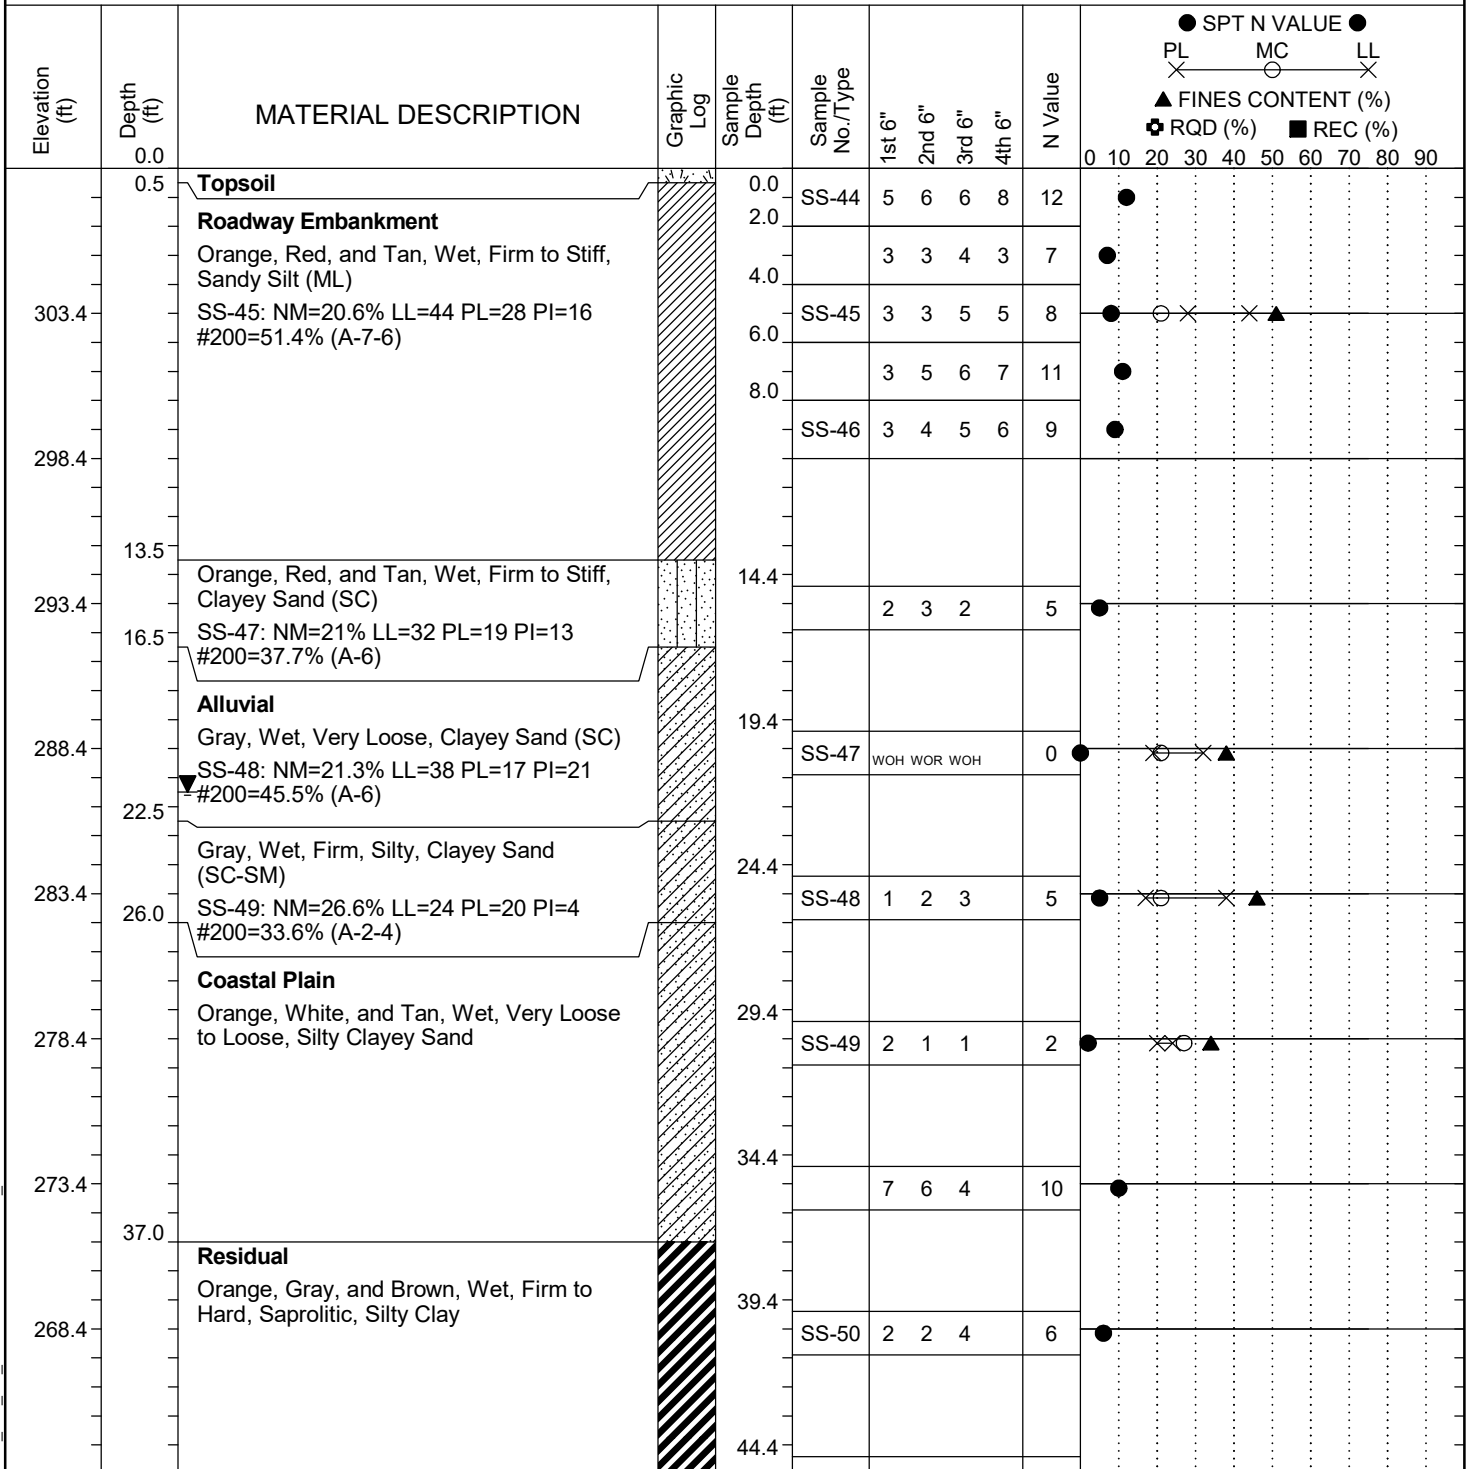 ● SPT N VALUE ●
PL MC LL
▲ FINES CONTENT (%)
RQD (%) ■ REC (%)
Elevation (ft)
Depth (ft)
MATERIAL DESCRIPTION
Graphic Log
Sample Depth (ft)
Sample No./Type
1st 6"
2nd 6"
3rd 6"
4th 6"
N Value
0.0
0 10 20 30 40 50 60 70 80 90
0.5 Topsoil 0.0
SS-44 5 6 6 8 12
2.0
Roadway Embankment
Orange, Red, and Tan, Wet, Firm to Stiff,
3 3 4 3 7
Sandy Silt (ML) 4.0
303.4 SS-45: NM=20.6% LL=44 PL=28 PI=16 SS-45 3 3 5 5 8
#200=51.4% (A-7-6) 6.0
3 5 6 7 11
8.0
SS-46 3 4 5 6 9
298.4
13.5
Orange, Red, and Tan, Wet, Firm to Stiff, 14.4
Clayey Sand (SC)
293.4 2 3 2 5
16.5 SS-47: NM=21% LL=32 PL=19 PI=13
#200=37.7% (A-6)
Alluvial
19.4
Gray, Wet, Very Loose, Clayey Sand (SC)
288.4 SS-47 WOH WOR WOH 0
SS-48: NM=21.3% LL=38 PL=17 PI=21
#200=45.5% (A-6)
22.5
Gray, Wet, Firm, Silty, Clayey Sand
(SC-SM) 24.4
283.4 SS-48 1 2 3 5
26.0 SS-49: NM=26.6% LL=24 PL=20 PI=4
#200=33.6% (A-2-4)
Coastal Plain
Orange, White, and Tan, Wet, Very Loose 29.4
to Loose, Silty Clayey Sand
278.4 SS-49 2 1 1 2
34.4
273.4 7 6 4 10
37.0
Residual
Orange, Gray, and Brown, Wet, Firm to 39.4
Hard, Saprolitic, Silty Clay
268.4 SS-50 2 2 4 6
44.4